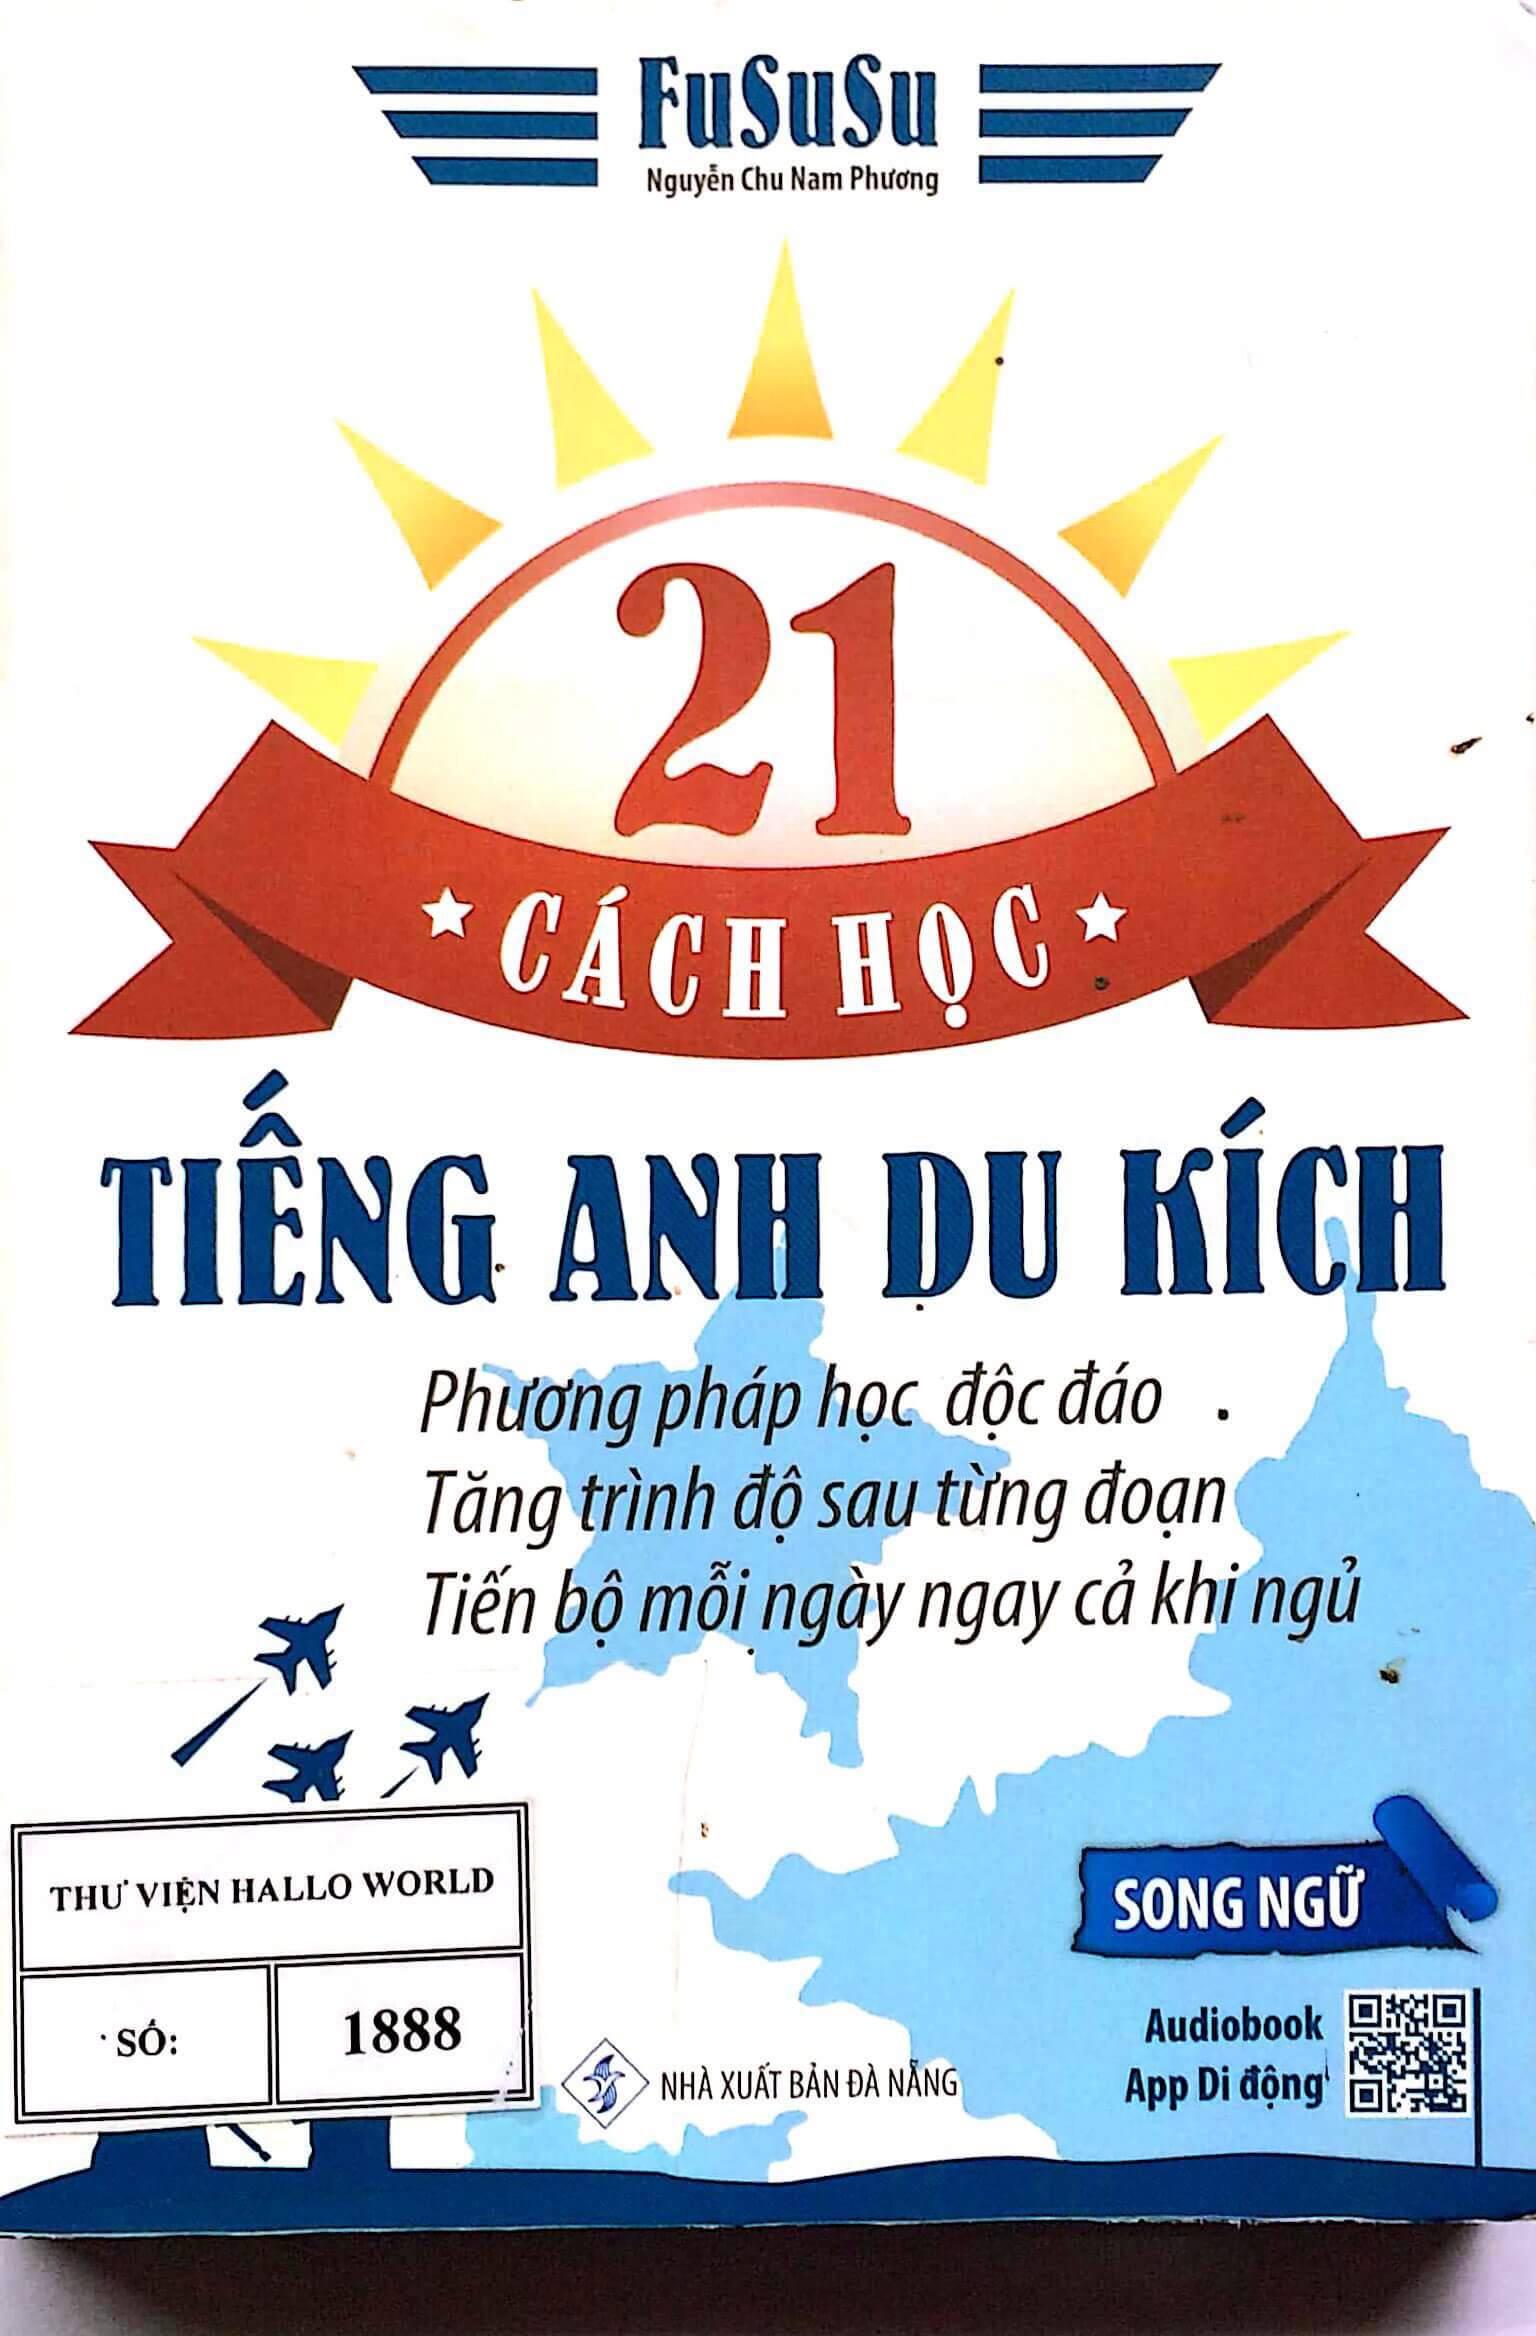 FuSuSu
Nguyễn Chu Nam Phương
21
CÁCH HỌC
TIẾNG ANH DU KÍCH
Phương pháp học độc đáo
Tăng trình độ sau từng đoạn
Tiến bộ mỗi ngày ngay cả khi ngủ
SONG NGỮ
THƯ VIỆN HALLO WORLD
SỐ:
1888
Audiobook
App Di động
NHÀ XUẤT BẢN ĐÀ NẴNG